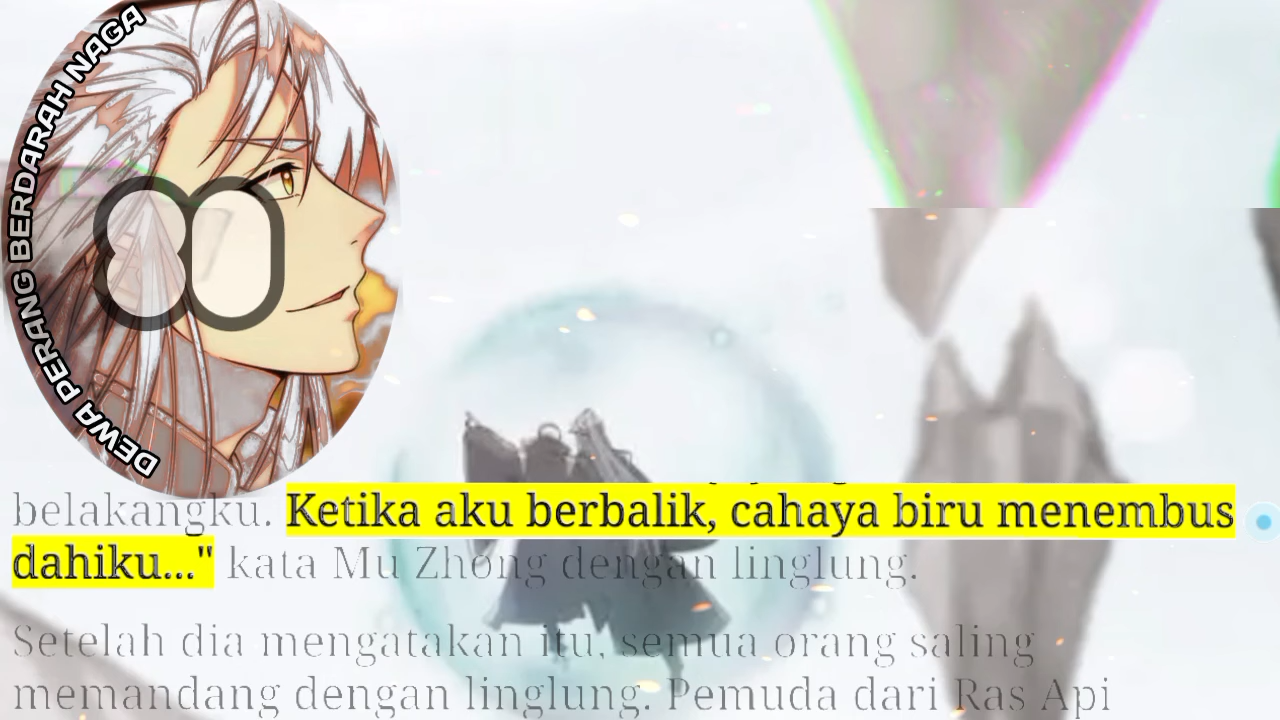 DEWA PERANG BERDARAH NAGA
80
belakangku. Ketika aku berbalik, cahaya biru menembus
dahiku..." kata Mu Zhong dengan linglung.
Setelah dia mengatakan itu, semua orang saling
memandang dengan linglung. Pemuda dari Ras Api